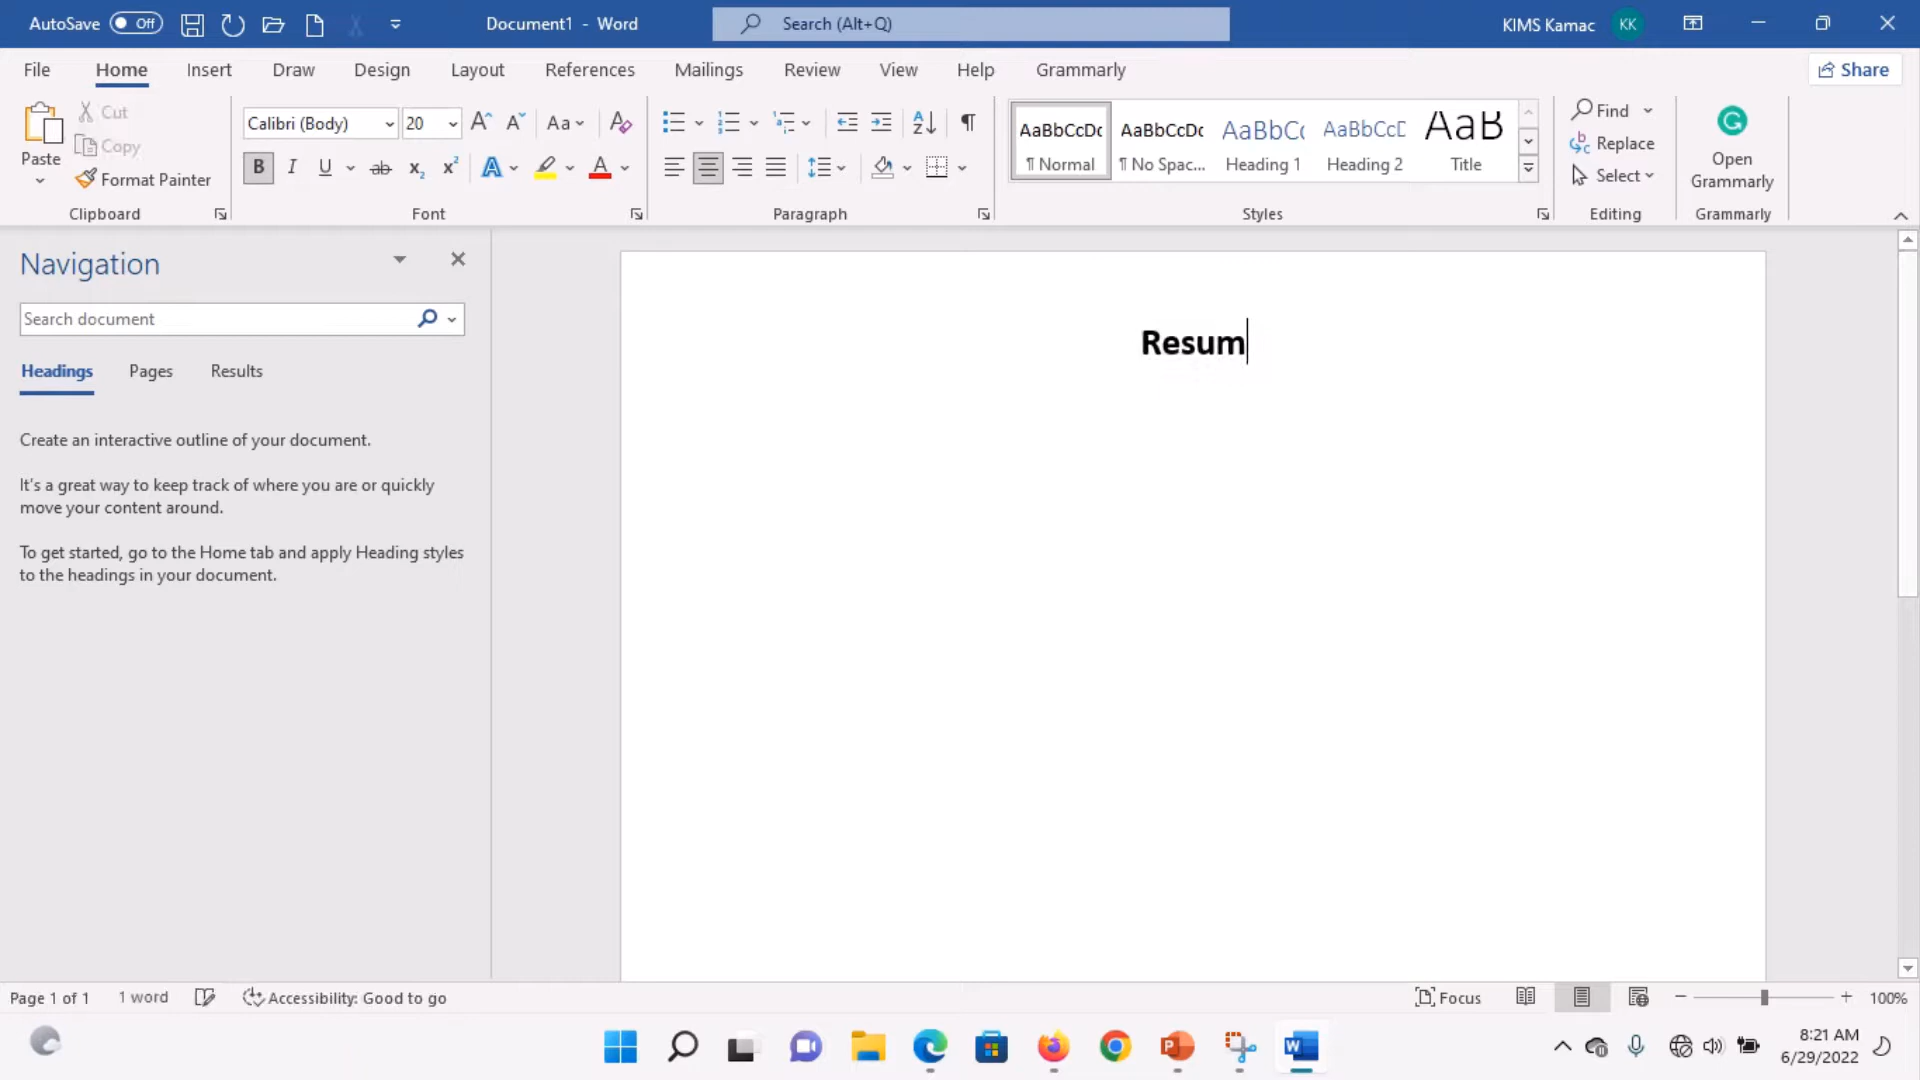 AutoSave Off Document1 - Word Search (Alt+Q) KIMS Kamac KK
File Home Insert Draw Design Layout References Mailings Review View Help Grammarly Share
Paste
Cut
Copy
Format Painter
Clipboard
Calibri (Body) 20
Aa
B I U ab x2 x2 A A
Font
Paragraph
AaBbCcDc AaBbCcDc AaBbCc AaBbCcD AaB
¶ Normal ¶ No Spac... Heading 1 Heading 2 Title
Styles
Find
Replace
Select
Editing
Open
Grammarly
Grammarly
Navigation
Search document
Headings Pages Results
Create an interactive outline of your document.
It's a great way to keep track of where you are or quickly
move your content around.
To get started, go to the Home tab and apply Heading styles
to the headings in your document.
Resum
Page 1 of 1 1 word Accessibility: Good to go Focus 100%
8:21 AM
6/29/2022